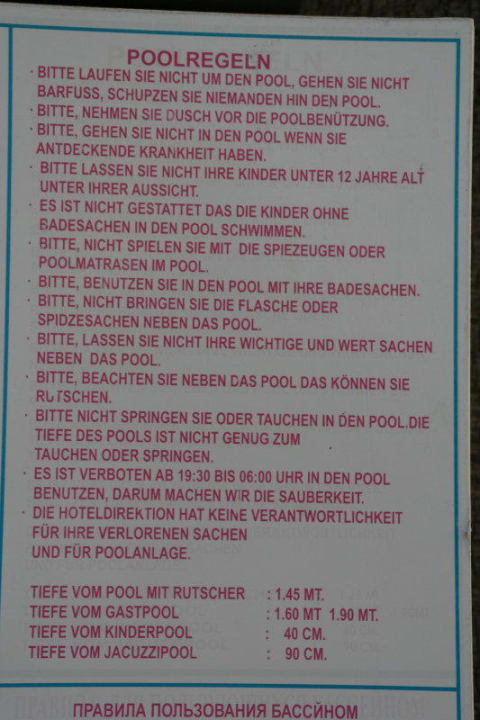 POOLREGELN
· BITTE LAUFEN SIE NICHT UM DEN POOL, GEHEN SIE NICHT
BARFUSS, SCHUPZEN SIE NIEMANDEN HIN DEN POOL.
· BITTE, NEHMEN SIE DUSCH VOR DIE POOLBENÜTZUNG.
· BITTE, GEHEN SIE NICHT IN DEN POOL WENN SIE
ANTDECKENDE KRANKHEIT HABEN.
· BITTE LASSEN SIE NICHT IHRE KINDER UNTER 12 JAHRE ALT
UNTER IHRER AUSSICHT.
· ES IST NICHT GESTATTET DAS DIE KINDER OHNE
BADESACHEN IN DEN POOL SCHWIMMEN.
· BITTE, NICHT SPIELEN SIE MIT DIE SPIEZEUGEN ODER
POOLMATRASEN IM POOL.
· BITTE, BENUTZEN SIE IN DEN POOL MIT IHRE BADESACHEN.
· BITTE, NICHT BRINGEN SIE DIE FLASCHE ODER
SPIDZESACHEN NEBEN DAS POOL.
· BITTE, LASSEN SIE NICHT IHRE WICHTIGE UND WERT SACHEN
NEBEN DAS POOL.
· BITTE, BEACHTEN SIE NEBEN DAS POOL DAS KÖNNEN SIE
RUTSCHEN.
· BITTE NICHT SPRINGEN SIE ODER TAUCHEN IN DEN POOL.DIE
TIEFE DES POOLS IST NICHT GENUG ZUM
TAUCHEN ODER SPRINGEN.
· ES IST VERBOTEN AB 19:30 BIS 06:00 UHR IN DEN POOL
BENUTZEN, DARUM MACHEN WIR DIE SAUBERKEIT.
· DIE HOTELDIREKTION HAT KEINE VERANTWORTLICHKEIT
FÜR IHRE VERLORENEN SACHEN
UND FÜR POOLANLAGE.
TIEFE VOM POOL MIT RUTSCHER : 1.45 MT.
TIEFE VOM GASTPOOL : 1.60 MT 1.90 MT.
TIEFE VOM KINDERPOOL : 40 CM.
TIEFE VOM JACUZZIPOOL : 90 CM.
ПРАВИЛА ПОЛЬЗОВАНИЯ БАССЙНОМ